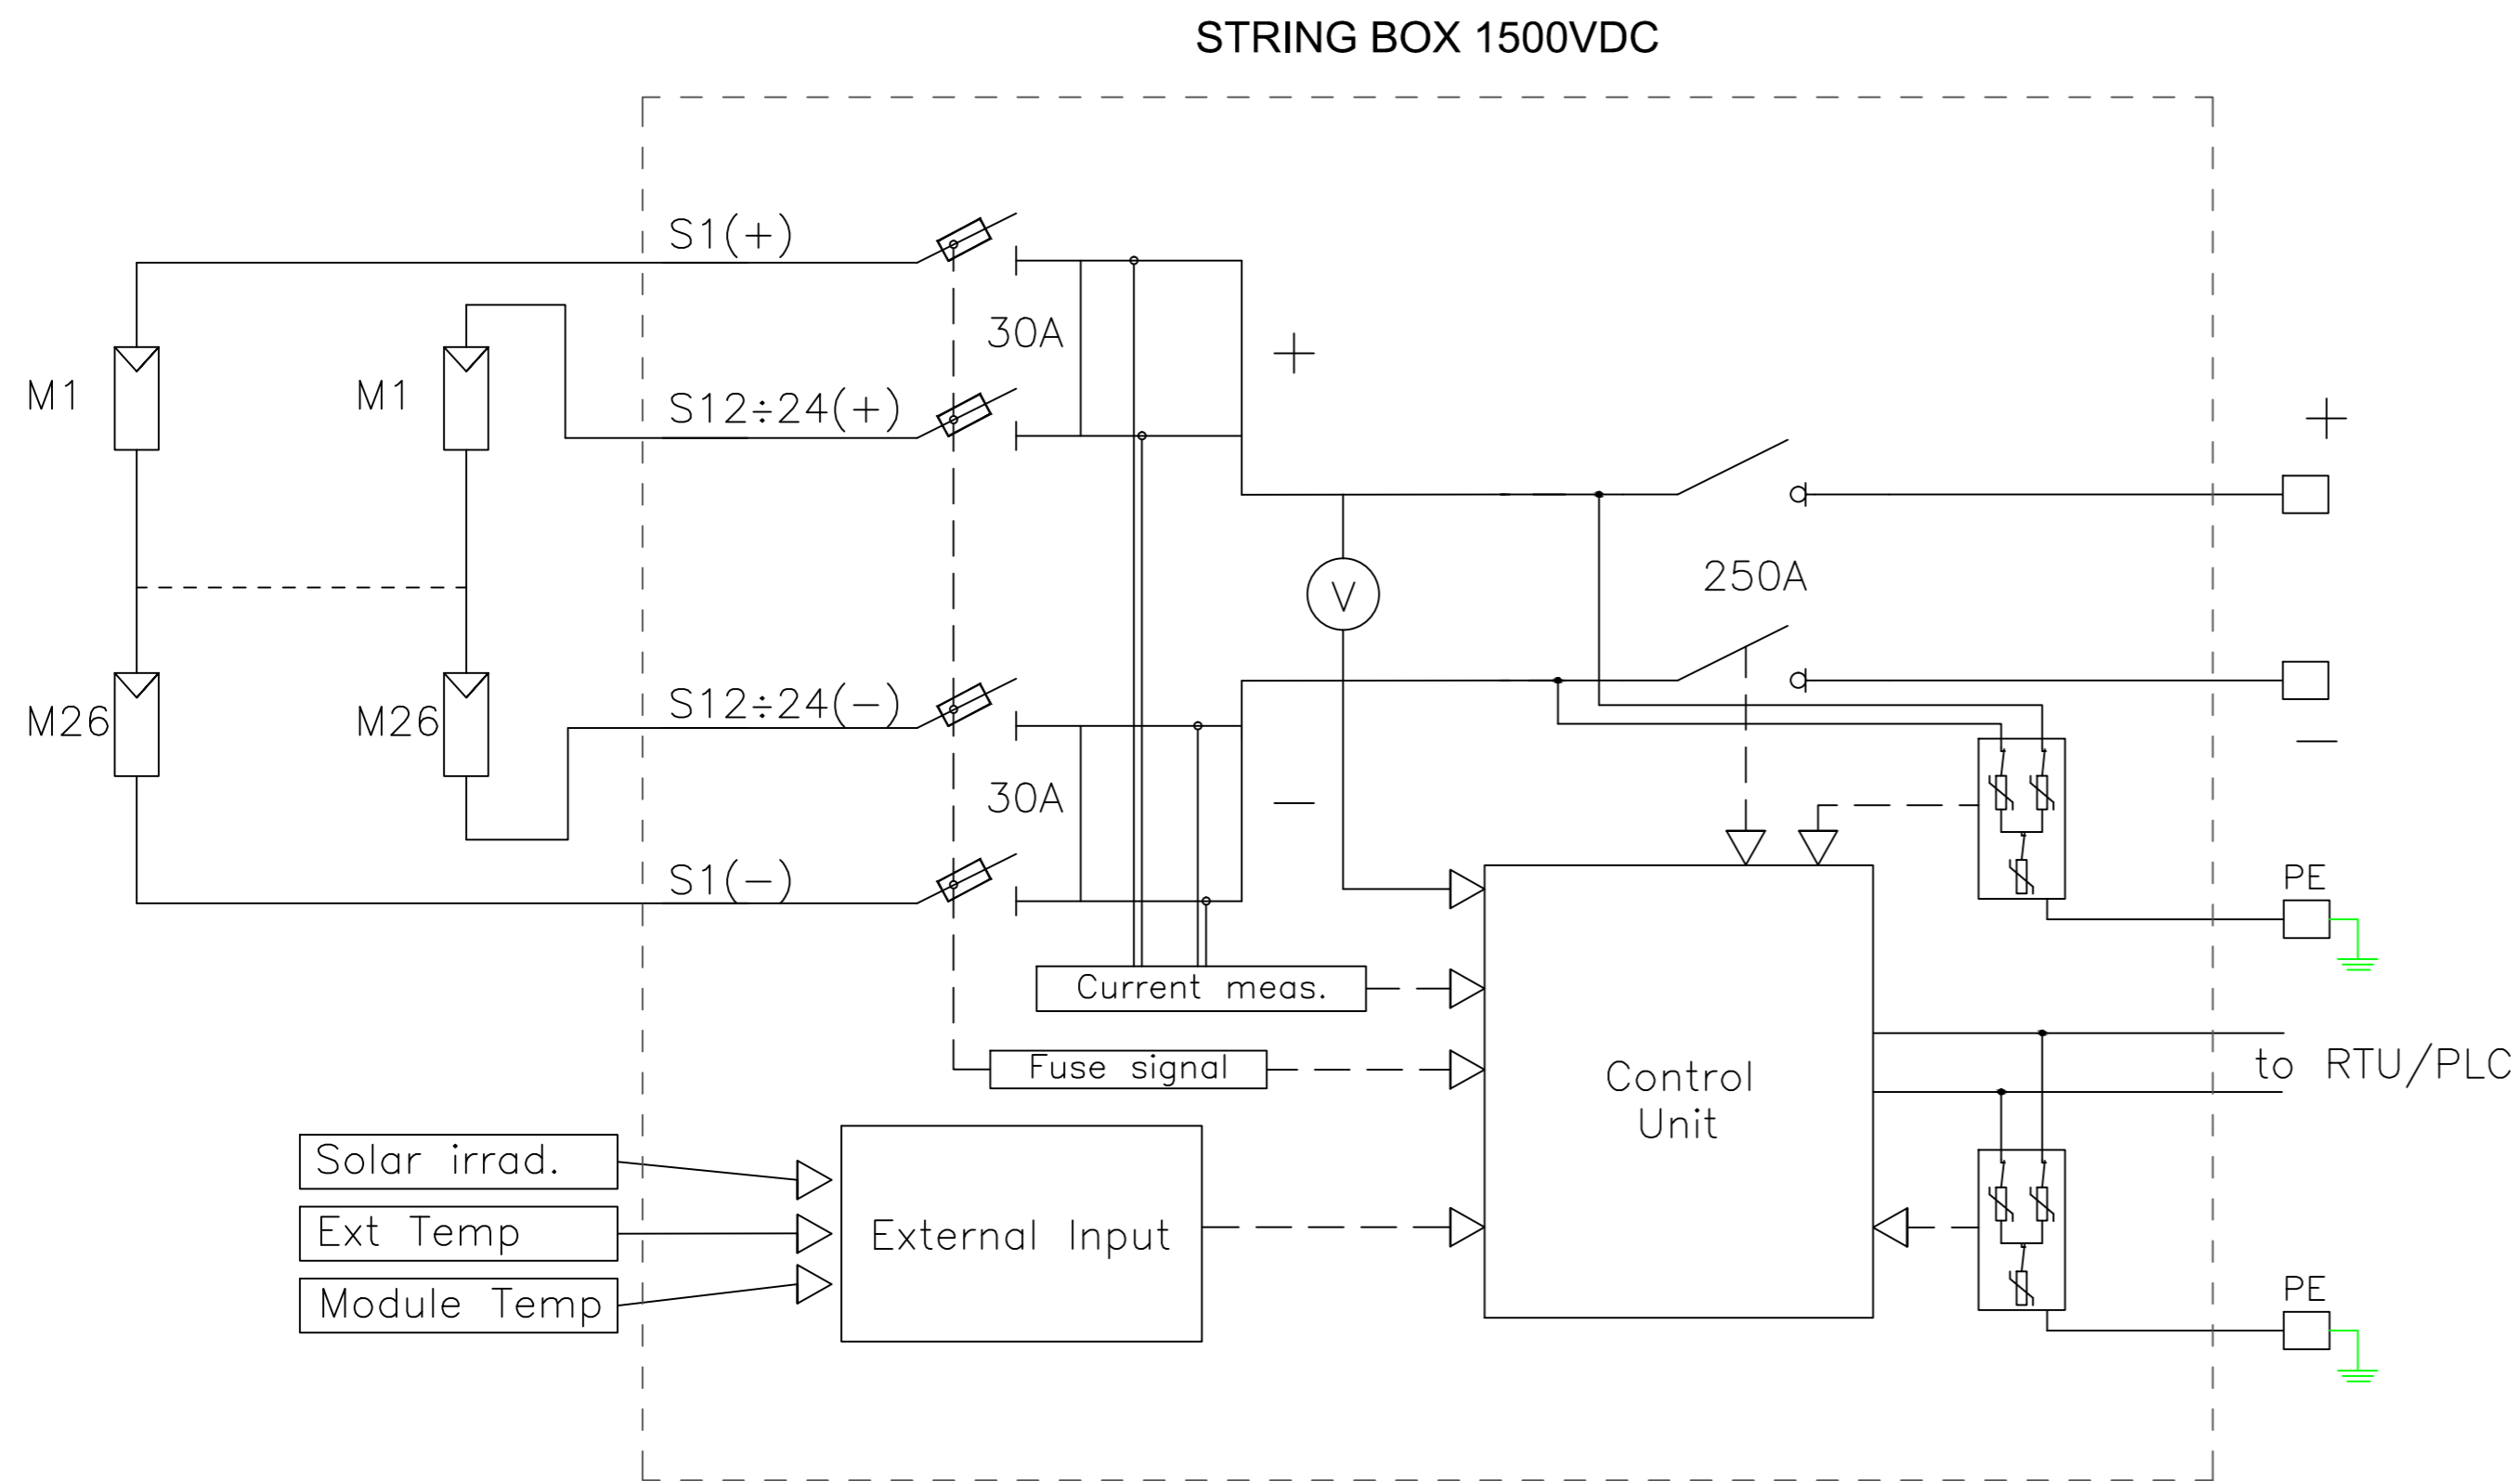 STRING BOX 1500VDC
S1(+)
30A
+
M1
M1
S12÷24(+)
+
V
250A
M26
M26
S12÷24(-)
30A
-
-
S1(-)
PE
Current meas.
Fuse signal
Control
Unit
to RTU/PLC
Solar irrad.
Ext Temp
External Input
Module Temp
PE